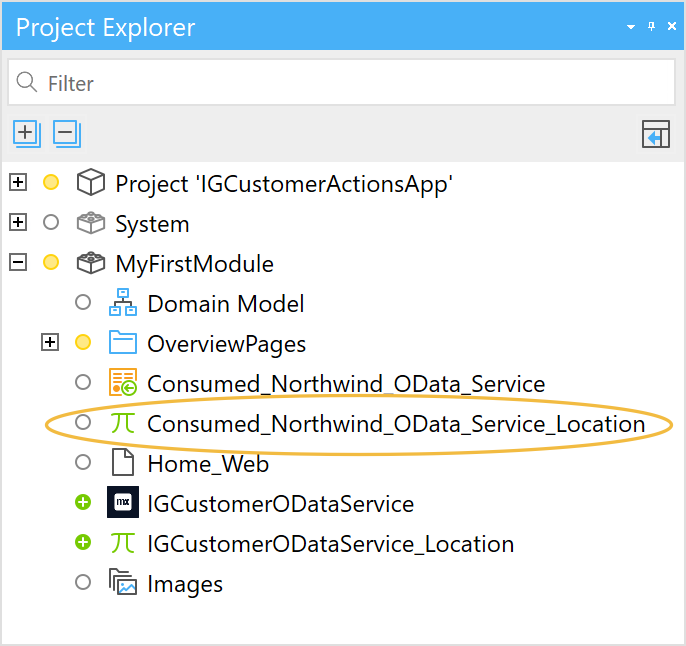 Project Explorer
Filter
Project 'IGCustomerActionsApp'
System
MyFirstModule
Domain Model
OverviewPages
Consumed_Northwind_OData_Service
Consumed_Northwind_OData_Service_Location
Home_Web
mx IGCustomerODataService
IGCustomerODataService_Location
Images